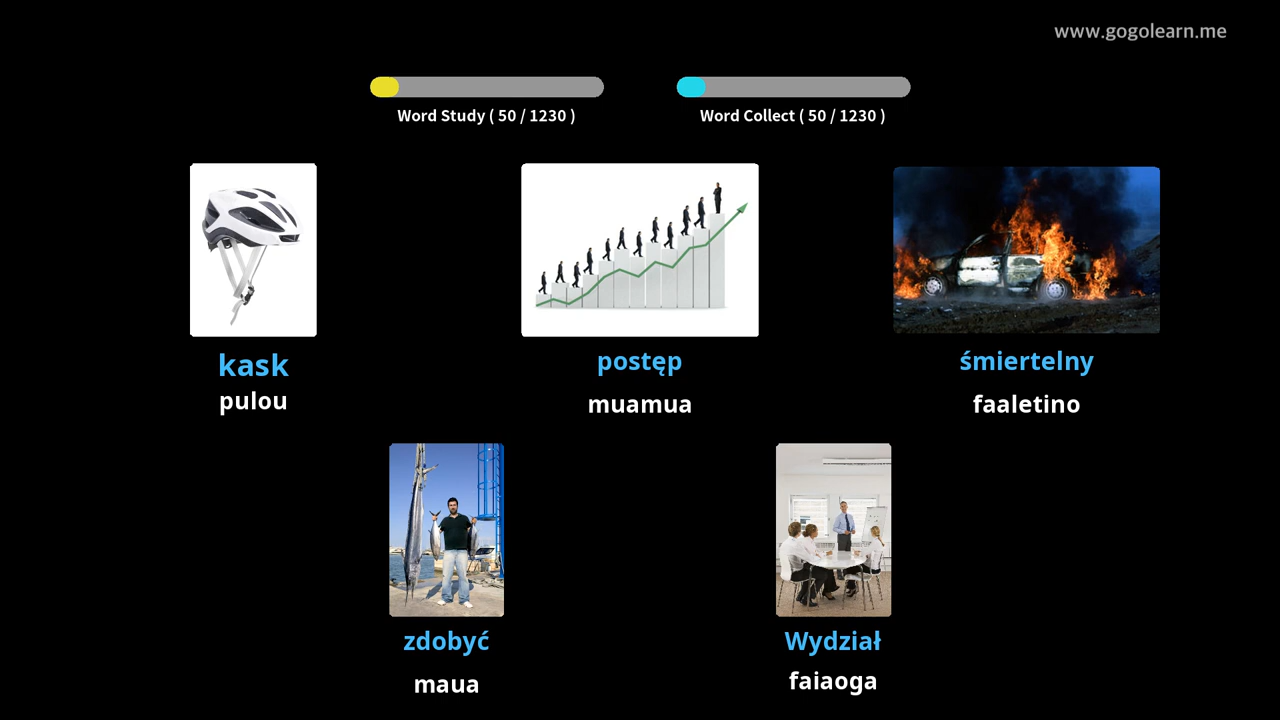 www.gogolearn.me
Word Study ( 50 / 1230 )
Word Collect ( 50 / 1230 )
kask
pulou
postęp
muamua
śmiertelny
faaletino
zdobyć
maua
Wydział
faiaoga